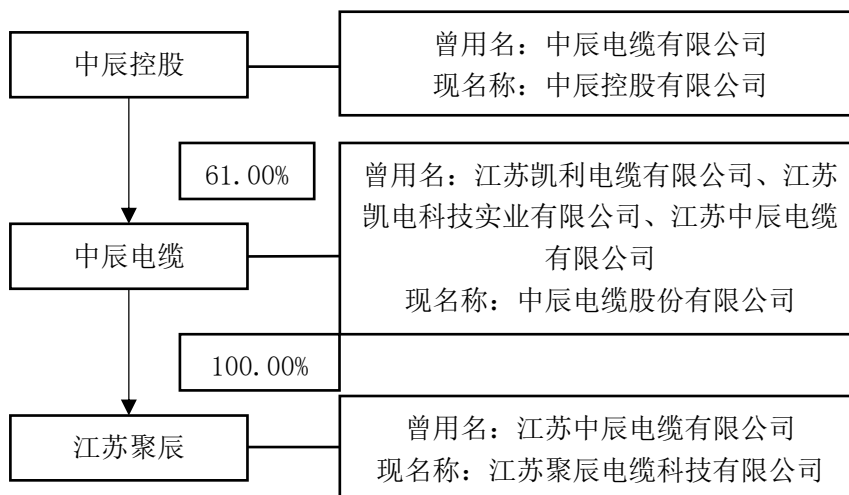 中辰控股
曾用名：中辰电缆有限公司
现名称：中辰控股有限公司
61.00%
曾用名：江苏凯利电缆有限公司、江苏
凯电科技实业有限公司、江苏中辰电缆
有限公司
现名称：中辰电缆股份有限公司
中辰电缆
100.00%
江苏聚辰
曾用名：江苏中辰电缆有限公司
现名称：江苏聚辰电缆科技有限公司